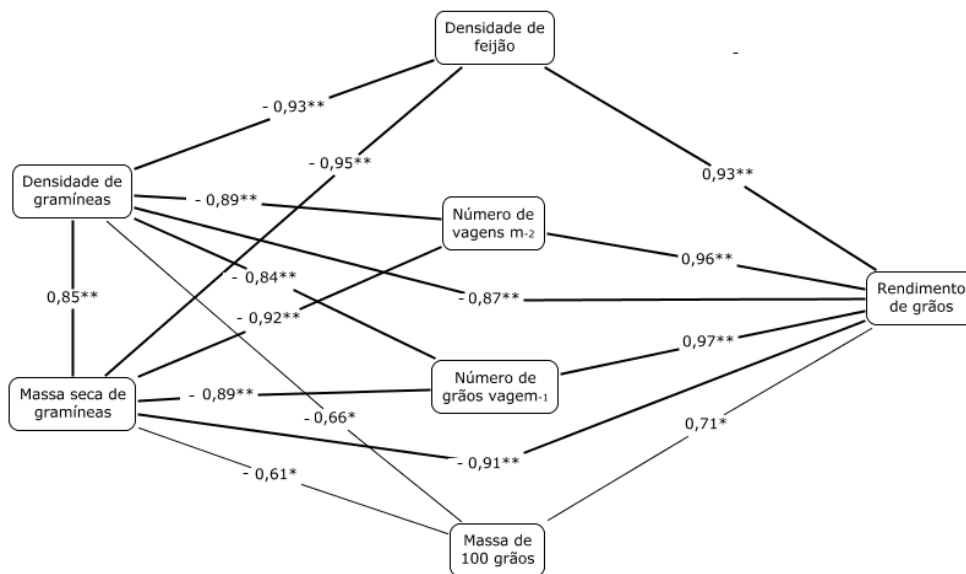 Densidade de
feijão
-
- 0,93**
- 0,95**
0,93**
Densidade de
gramíneas
- 0,89**
Número de
vagens m-2
- 0,84**
0,96**
0,85**
- 0,87**
Rendimento
de grãos
- 0,92**
0,97**
Massa seca de
gramíneas
- 0,89**
Número de
grãos vagem-1
- 0,66*
0,71*
- 0,91**
- 0,61*
Massa de
100 grãos